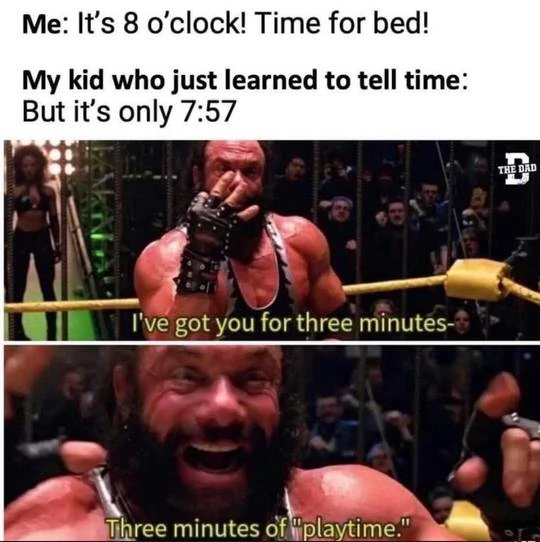 Me: It's 8 o'clock! Time for bed!
My kid who just learned to tell time:
But it's only 7:57
D
THE DAD
I've got you for three minutes-
Three minutes of "playtime."